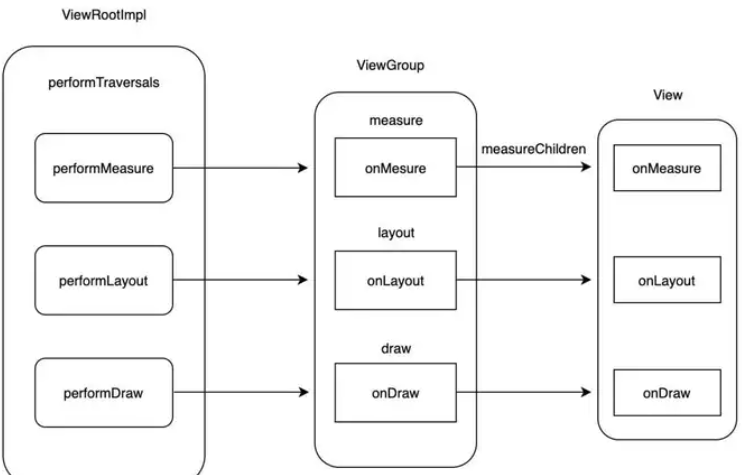 ViewRootImpl
performTraversals
performMeasure
performLayout
performDraw
ViewGroup
measure
onMesure
measureChildren
layout
onLayout
draw
onDraw
View
onMeasure
onLayout
onDraw